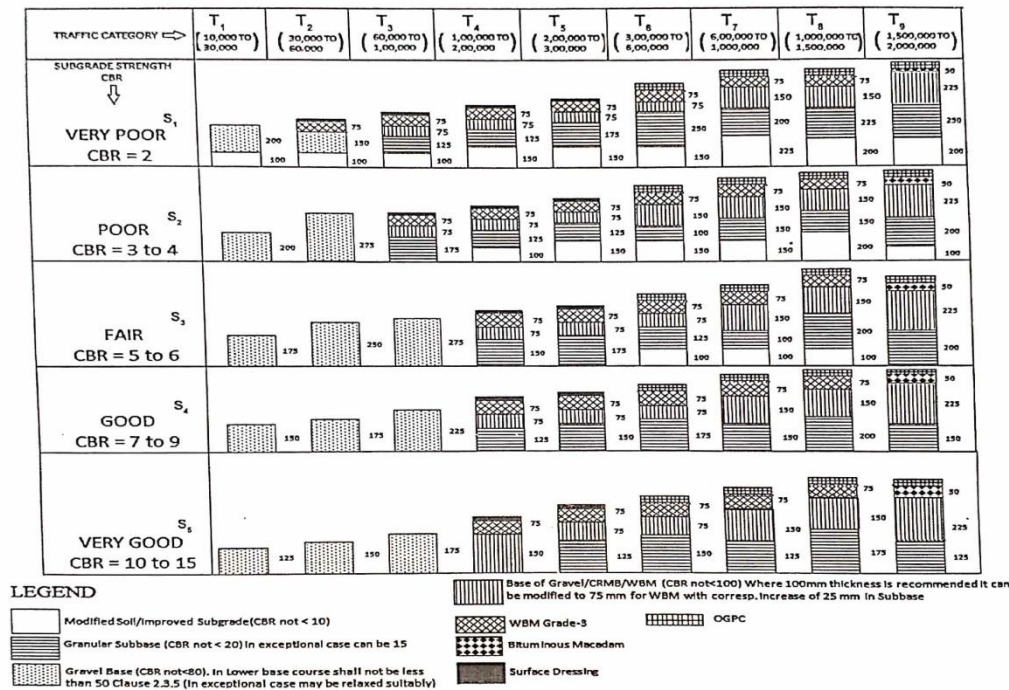 TRAFFIC CATEGORY
T1 (10,000 TO 30,000)
T2 (30,000 TO 60.000)
T3 (60,000 TO 1,00,000)
T4 (1,00,000 TO 2,00,000)
T5 (2,00,000 TO 3,00,000)
T6 (3,00,000 TO 6,00,000)
T7 (6,00,000 TO 1,000,000)
T8 (1,000,000 TO 1,500,000)
T9 (1,500,000 TO 2,000,000)
SUBGRADE STRENGTH
CBR
S1
VERY POOR
CBR = 2
200 100
75 150 100
75 75 125 100
75 75 125 150
75 75 175 150
75 75 250 150
75 150 200 225
75 150 225 200
50 225 250 200
S2
POOR
CBR = 3 to 4
200
275
75 75 175
75 75 125 100
75 75 125 150
75 150 100 150
75 150 150 150
75 150 150 200
50 225 200 100
S3
FAIR
CBR = 5 to 6
175
250
275
75 75 150
75 75 175
75 75 125 100
75 150 100 100
75 150 200 100
50 225 200
S4
GOOD
CBR = 7 to 9
150
175
225
75 75 125
75 75 150
75 75 175
75 150 150
75 150 200
50 225 150
S5
VERY GOOD
CBR = 10 to 15
125
150
175
75 150
75 75 125
75 75 150
75 150 125
75 150 175
50 225 125
LEGEND
Modified Soil/Improved Subgrade(CBR not < 10)
Granular Subbase (CBR not < 20) In exceptional case can be 15
Gravel Base (CBR not<80). In Lower base course shall not be less
than 50 Clause 2.3.5 (In exceptional case may be relaxed suitably)
Base of Gravel/CRMB/WBM (CBR not<100) Where 100mm thickness is recommended it can
be modified to 75 mm for WBM with corresp. Increase of 25 mm in Subbase
WBM Grade-3
OGPC
Bituminous Macadam
Surface Dressing